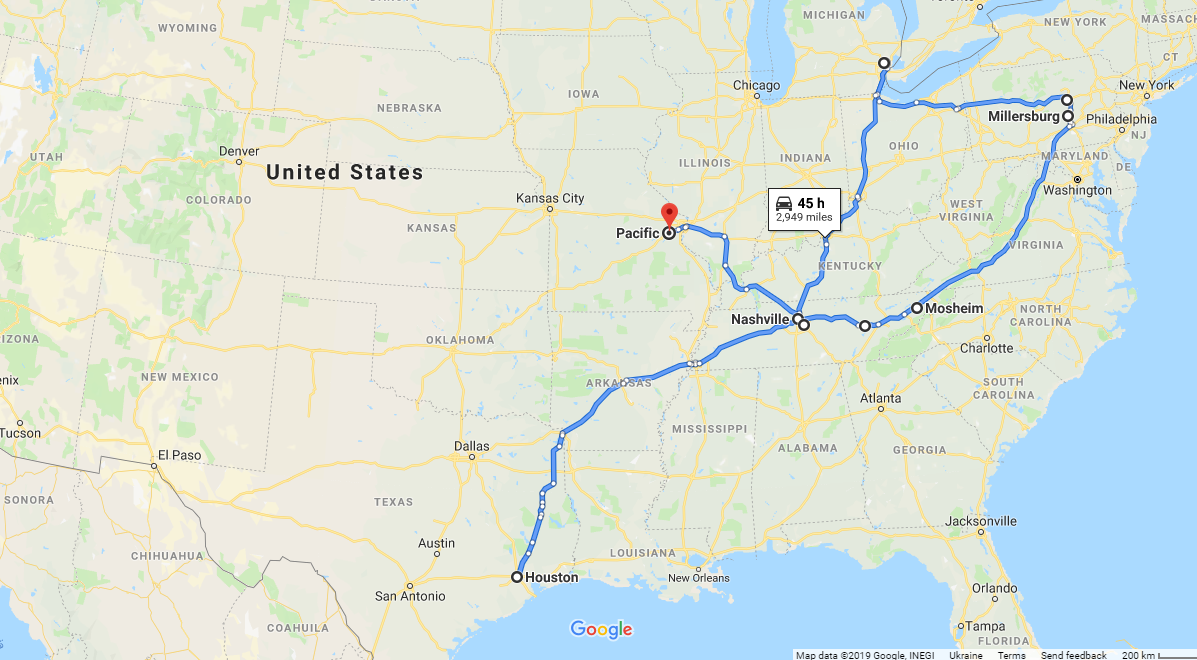 Toronto
WYOMING
MICHIGAN
NEW YORK
MASSACH
CT
Chicago
New York
IOWA
NEBRASKA
Millersburg
Philadelphia
NJ
UTAH
Denver
United States
ILLINOIS
INDIANA
OHIO
MARYLAND
DE
Washington
COLORADO
Kansas City
45 h
2,949 miles
WEST
VIRGINIA
KANSAS
Pacific
VIRGINIA
KENTUCKY
Nashville
Mosheim
NORTH
CAROLINA
IZONA
OKLAHOMA
Charlotte
NEW MEXICO
ARKANSAS
SOUTH
CAROLINA
enix
Atlanta
Tucson
MISSISSIPPI
Dallas
ALABAMA
GEORGIA
El Paso
SONORA
TEXAS
Jacksonville
CHIHUAHUA
Austin
LOUISIANA
Houston
New Orleans
San Antonio
Orlando
COAHUILA
Google
Tampa
FLORIDA
Map data ©2019 Google, INEGI Ukraine Terms Send feedback 200 km